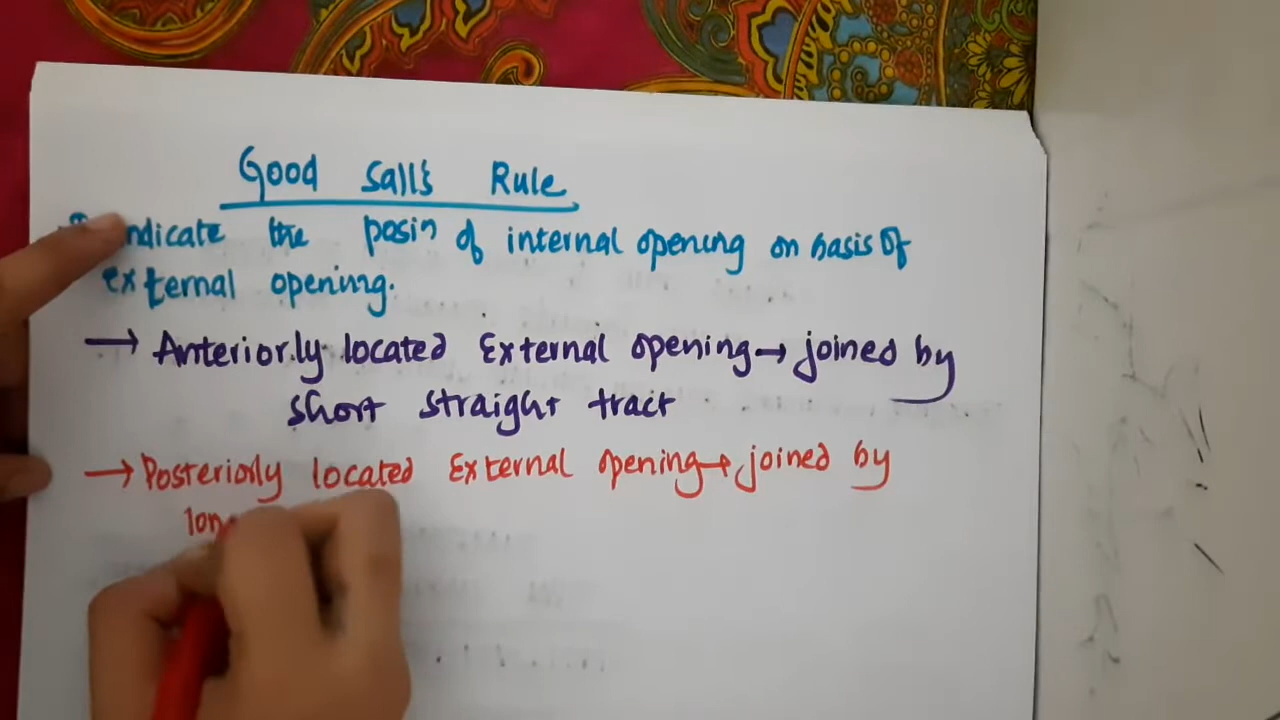 Good Sall's Rule
indicate the posin of internal opening on basis of
external opening.
→ Anteriorly located External opening → joined by
short straight tract
→ Posteriorly located External opening → joined by
lon